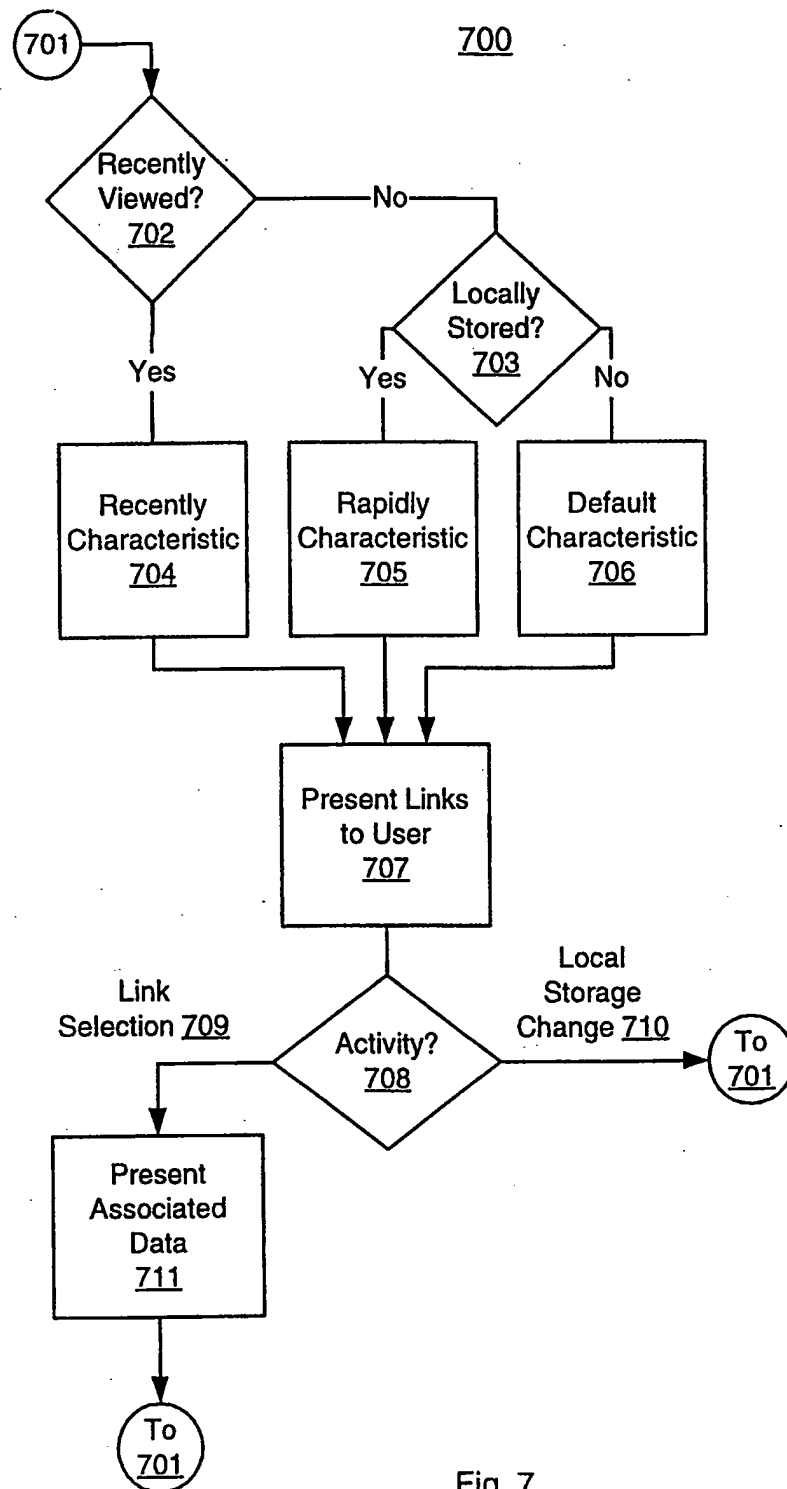 701
700
Recently
Viewed?
702
No
Locally
Stored?
703
Yes
Yes
No
Recently
Characteristic
704
Rapidly
Characteristic
705
Default
Characteristic
706
Present Links
to User
707
Link
Selection 709
Local
Storage
Change 710
Activity?
708
To
701
Present
Associated
Data
711
To
701
Fig. 7